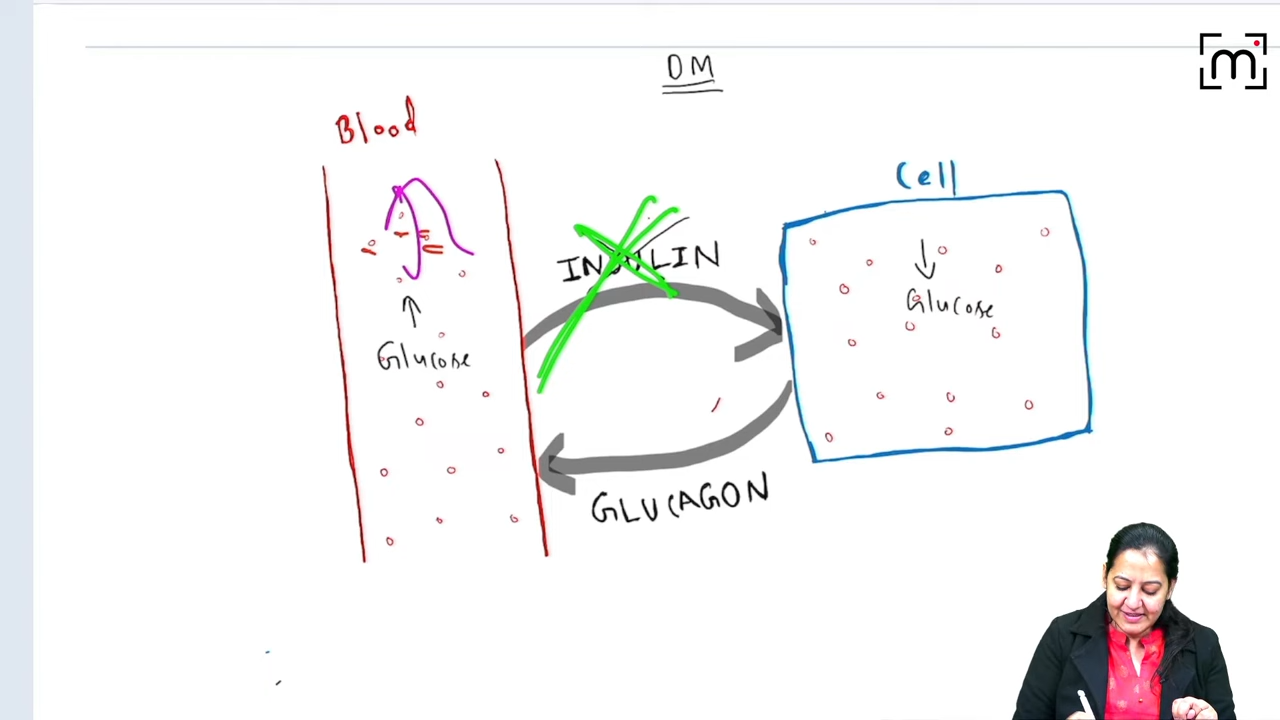 DM
Blood
Cell
INSULIN
Glucose
Glucose
GLUCAGON
m